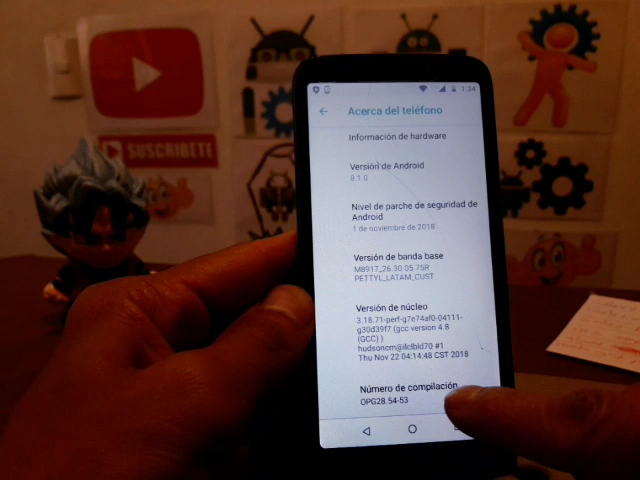 1:34
Acerca del teléfono
Información de hardware
Versión de Android
8.1.0
Nivel de parche de seguridad de
Android
1 de noviembre de 2018
Versión de banda base
M8917_26.30.05.75R
PETTYL_LATAM_CUST
Versión de núcleo
3.18.71-perf-g7e74af0-04111-
g30d39f7 (gcc version 4.8
(GCC) )
hudsoncm@ilclbld70 #1
Thu Nov 22 04:14:48 CST 2018
Número de compilación
OPG28.54-53
SUSCRIBETE